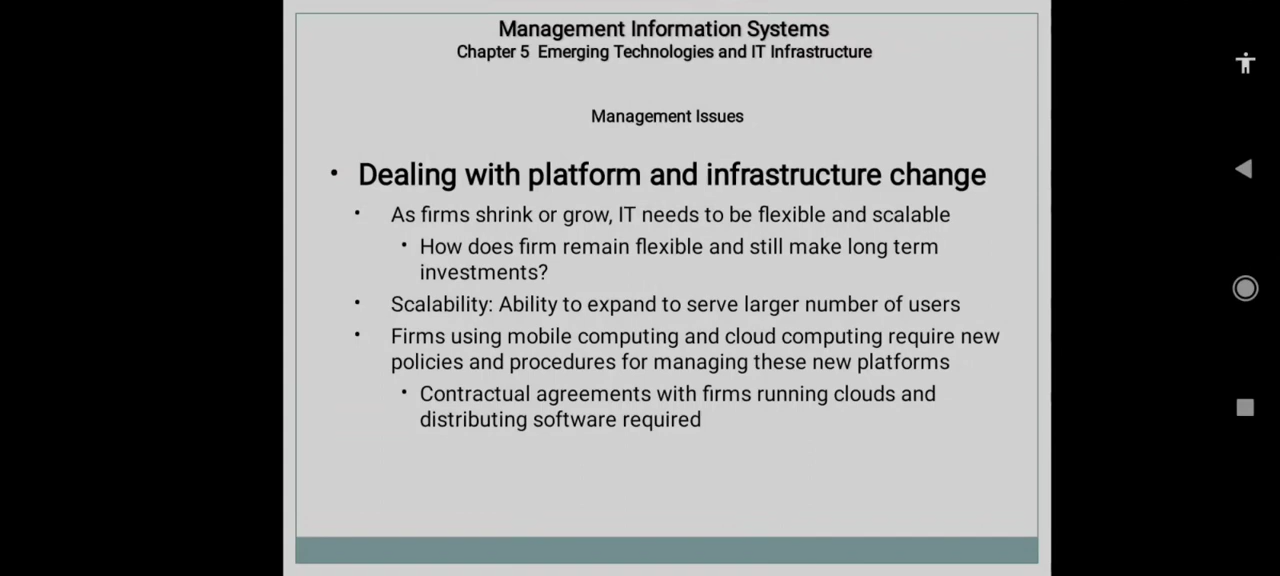 Management Information Systems
Chapter 5 Emerging Technologies and IT Infrastructure
Management Issues
• Dealing with platform and infrastructure change
• As firms shrink or grow, IT needs to be flexible and scalable
• How does firm remain flexible and still make long term
investments?
• Scalability: Ability to expand to serve larger number of users
• Firms using mobile computing and cloud computing require new
policies and procedures for managing these new platforms
• Contractual agreements with firms running clouds and
distributing software required